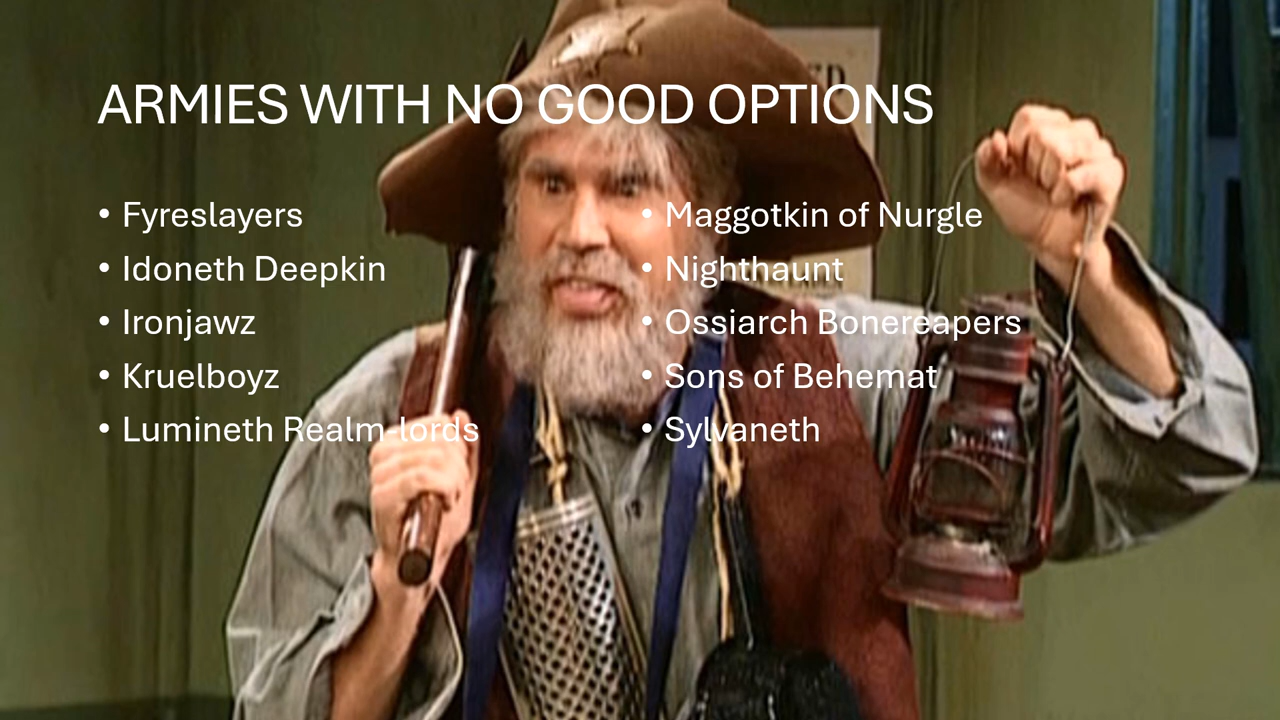 ARMIES WITH NO GOOD OPTIONS
• Fyreslayers
• Idoneth Deepkin
• Ironjawz
• Kruelboyz
• Lumineth Realm-lords
• Maggotkin of Nurgle
• Nighthaunt
• Ossiarch Bonereapers
• Sons of Behemat
• Sylvaneth